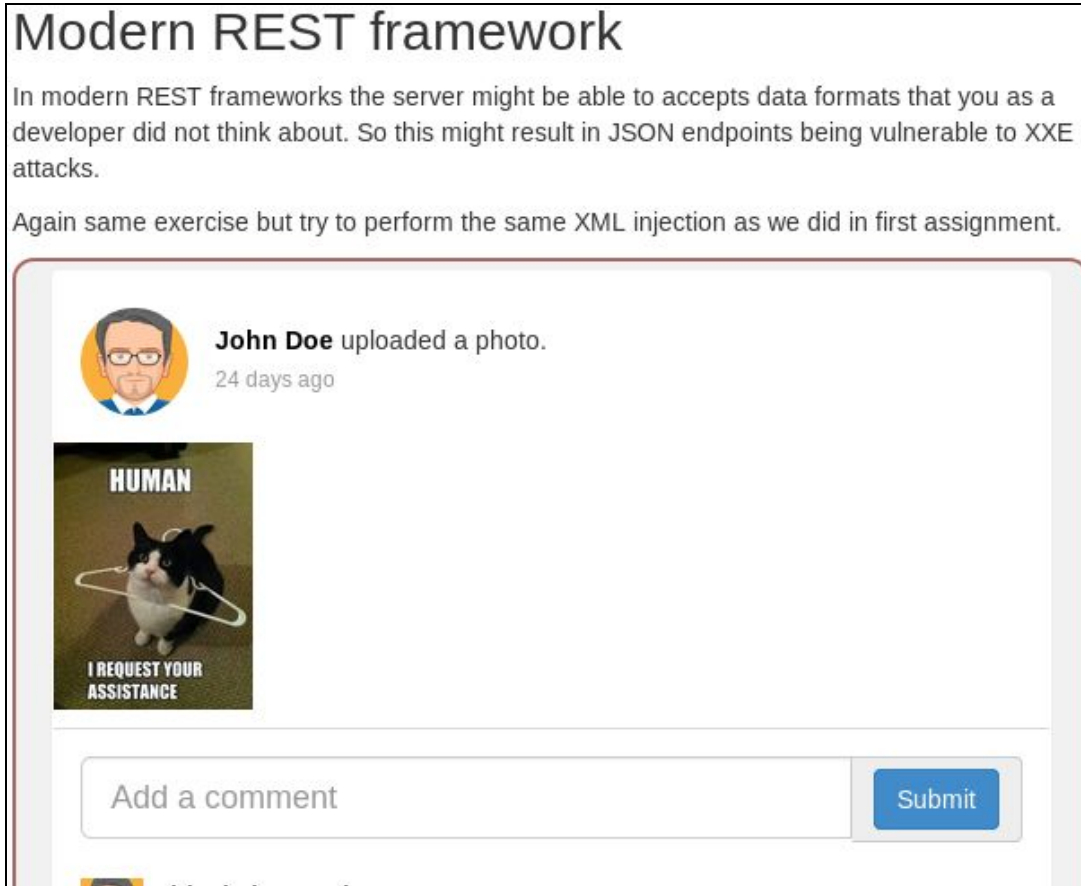 Modern REST framework
In modern REST frameworks the server might be able to accepts data formats that you as a
developer did not think about. So this might result in JSON endpoints being vulnerable to XXE
attacks.
Again same exercise but try to perform the same XML injection as we did in first assignment.
John Doe uploaded a photo.
24 days ago
HUMAN
I REQUEST YOUR
ASSISTANCE
Add a comment
Submit